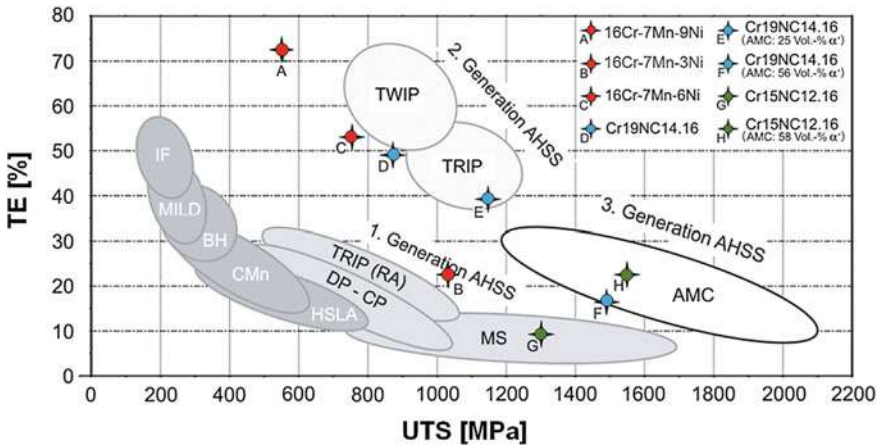 TE [%]
80
70
60
50
40
30
20
10
0
0
200
400
600
800
1000
1200
1400
1600
1800
2000
2200
UTS [MPa]
A
16Cr-7Mn-9Ni
B
16Cr-7Mn-3Ni
C
16Cr-7Mn-6Ni
D
Cr19NC14.16
E
Cr19NC14.16
(AMC: 25 Vol.-% α‘)
F
Cr19NC14.16
(AMC: 56 Vol.-% α‘)
G
Cr15NC12.16
H
Cr15NC12.16
(AMC: 58 Vol.-% α‘)
A
TWIP
2. Generation AHSS
C
D
TRIP
E
IF
MILD
BH
CMn
HSLA
1. Generation AHSS
TRIP (RA)
DP - CP
B
MS
G
3. Generation AHSS
H
F
AMC